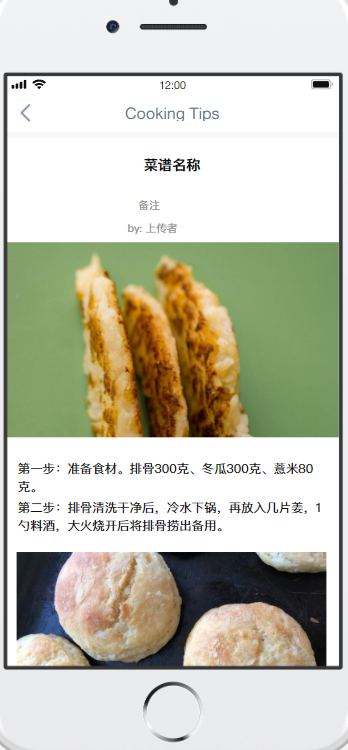 12:00
Cooking Tips
菜谱名称
备注
by: 上传者
第一步：准备食材。排骨300克、冬瓜300克、薏米80
克。
第二步：排骨清洗干净后，冷水下锅，再放入几片姜，1
勺料酒，大火烧开后将排骨捞出备用。